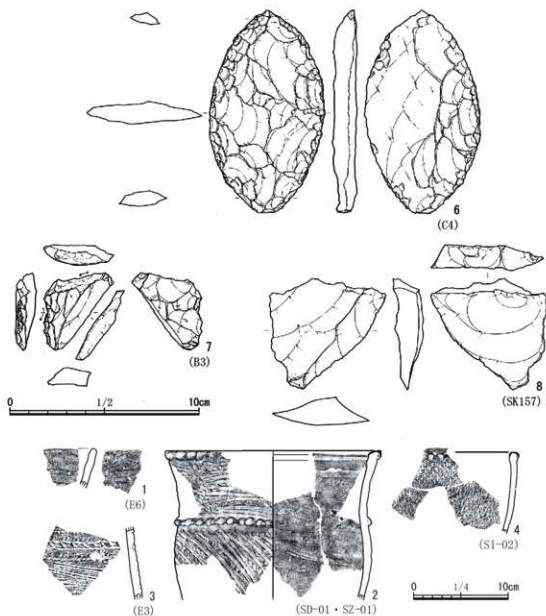 6
(C4)
7
(B3)
8
(SK157)
0 1/2 10cm
1
(E6)
2
(SD-01・SZ-01)
3
(E3)
4
(SI-02)
0 1/4 10cm